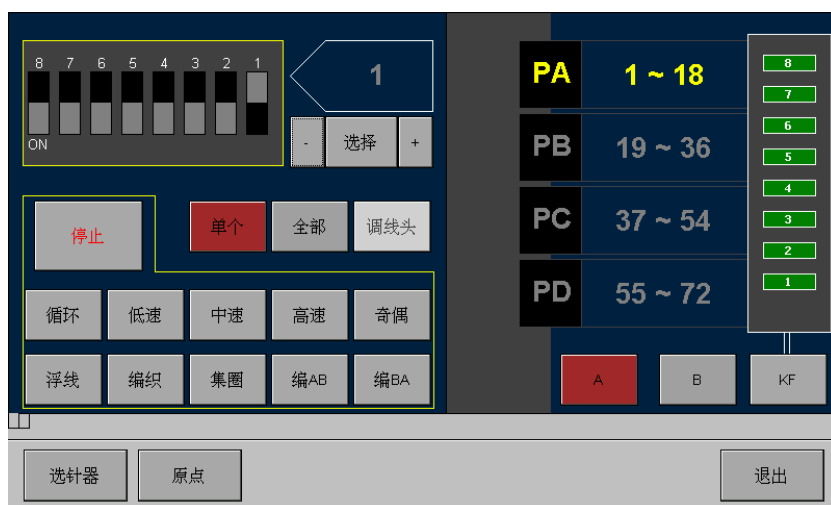 8 7 6 5 4 3 2 1
ON
1
- 选择 +
停止
单个 全部 调线头
循环 低速 中速 高速 奇偶
浮线 编织 集圈 编AB 编BA
PA 1 ~ 18
PB 19 ~ 36
PC 37 ~ 54
PD 55 ~ 72
8
7
6
5
4
3
2
1
A B KF
选针器 原点 退出